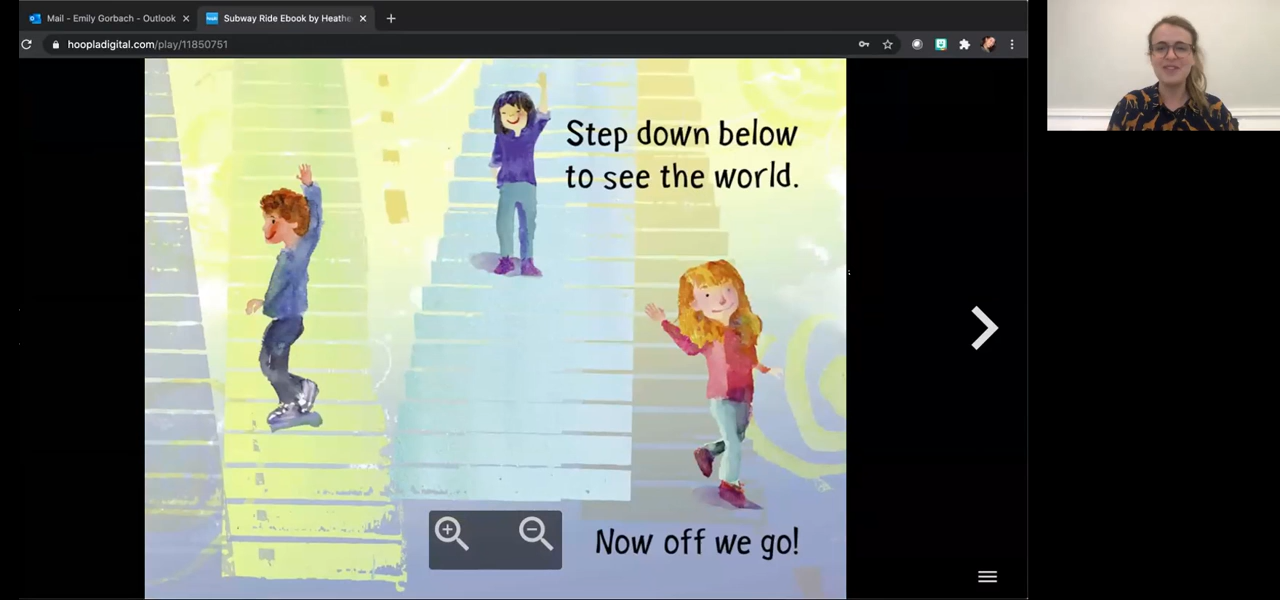 Mail - Emily Gorbach - Outlook
Subway Ride Ebook by Heathe
hoopladigital.com/play/11850751
Step down below
to see the world.
Now off we go!